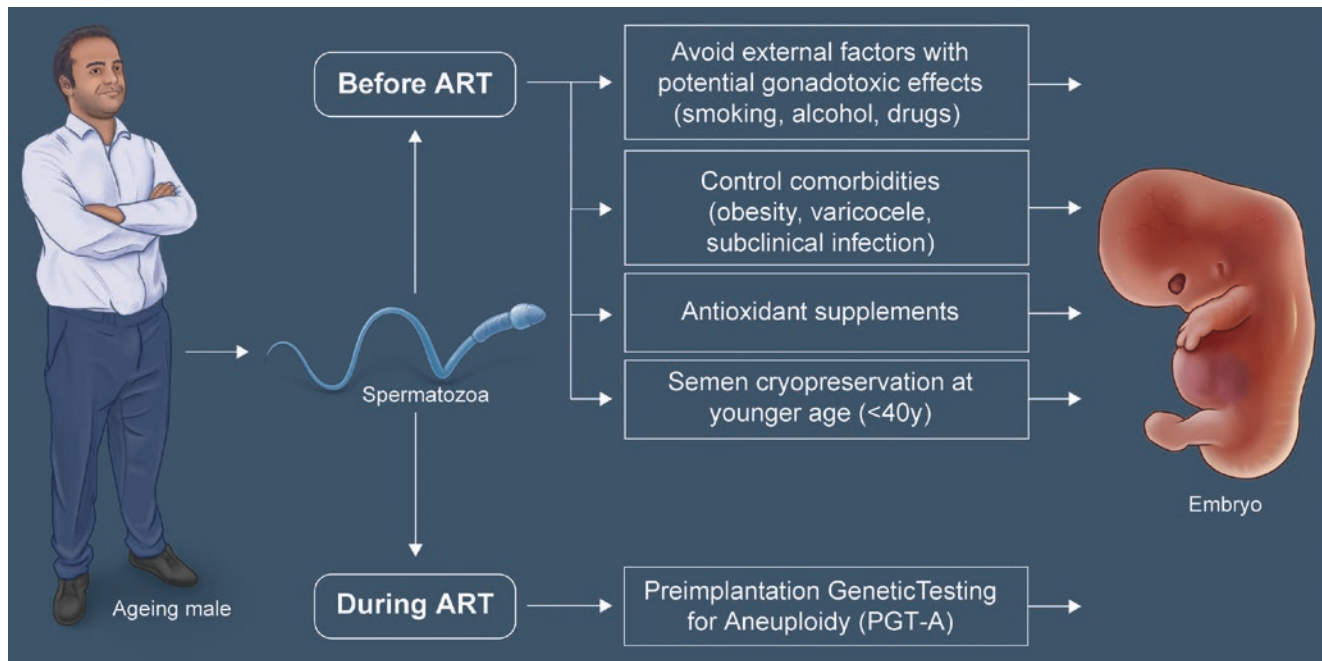 Before ART
Avoid external factors with
potential gonadotoxic effects
(smoking, alcohol, drugs)
Control comorbidities
(obesity, varicocele,
subclinical infection)
Antioxidant supplements
Spermatozoa
Semen cryopreservation at
younger age (<40y)
Embryo
Ageing male
During ART
Preimplantation GeneticTesting
for Aneuploidy (PGT-A)